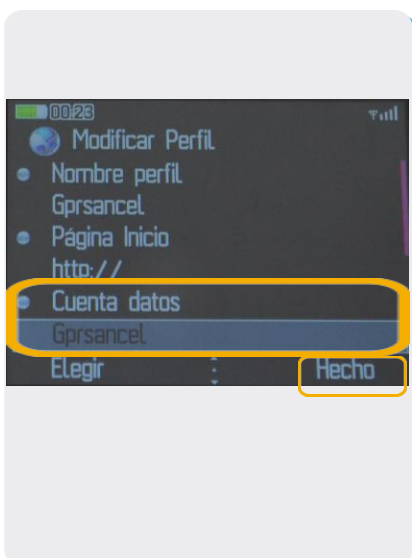 00:23
Modificar Perfil
Nombre perfil
Gprsancel
Página Inicio
http://
Cuenta datos
Gprsancel
Elegir Hecho